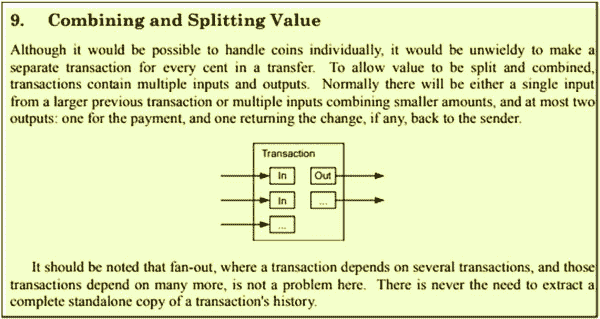 9. Combining and Splitting Value
Although it would be possible to handle coins individually, it would be unwieldy to make a
separate transaction for every cent in a transfer. To allow value to be split and combined,
transactions contain multiple inputs and outputs. Normally there will be either a single input
from a larger previous transaction or multiple inputs combining smaller amounts, and at most two
outputs: one for the payment, and one returning the change, if any, back to the sender.
Transaction
In Out
In ...
...
It should be noted that fan-out, where a transaction depends on several transactions, and those
transactions depend on many more, is not a problem here. There is never the need to extract a
complete standalone copy of a transaction's history.